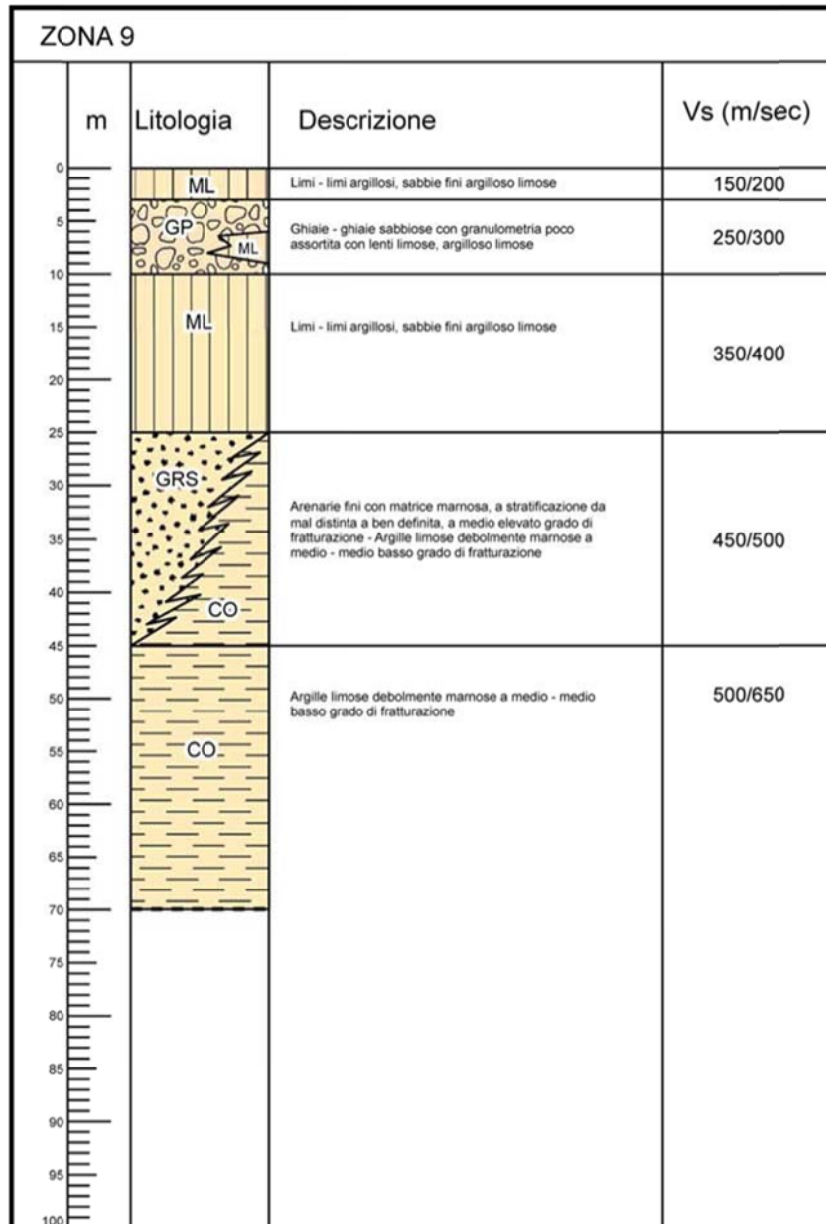 ZONA 9
m
Litologia
Descrizione
Vs (m/sec)
0
ML
Limi - limi argillosi, sabbie fini argilloso limose
150/200
5
GP
ML
Ghiaie - ghiaie sabbiose con granulometria poco
assortita con lenti limose, argilloso limose
250/300
10
ML
15
Limi - limi argillosi, sabbie fini argilloso limose
350/400
20
25
GRS
30
Arenarie fini con matrice marnosa, a stratificazione da
mal distinta a ben definita, a medio elevato grado di
fratturazione - Argille limose debolmente marnose a
medio - medio basso grado di fratturazione
450/500
35
40
CO
45
50
Argille limose debolmente marnose a medio - medio
basso grado di fratturazione
500/650
55
CO
60
65
70
75
80
85
90
95
100